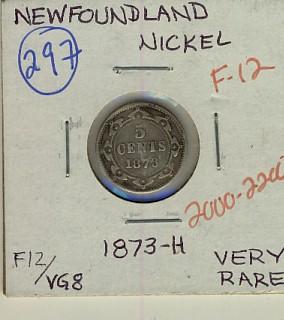 NEWFOUNDLAND
NICKEL
297
F-12
5
CENTS
1873
2000-2200
1873-H
F12/VG8
VERY
RARE